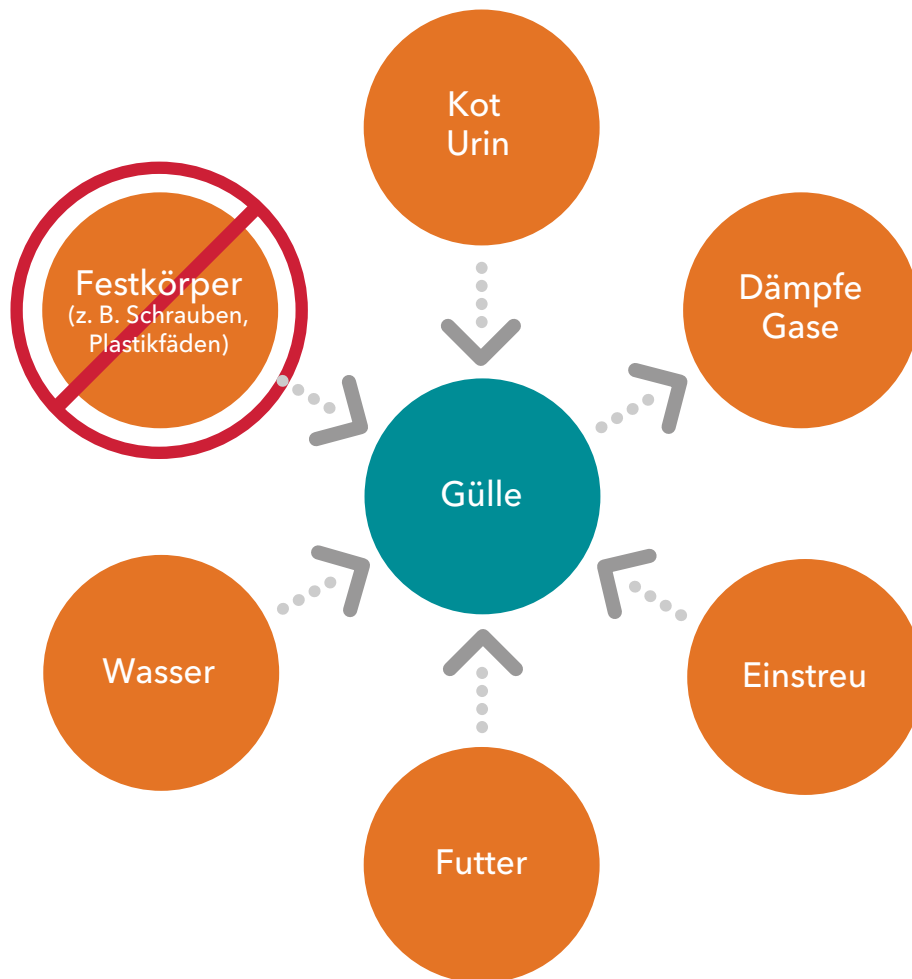 Kot
Urin
Festkörper
(z. B. Schrauben,
Plastikfäden)
Dämpfe
Gase
Gülle
Wasser
Einstreu
Futter